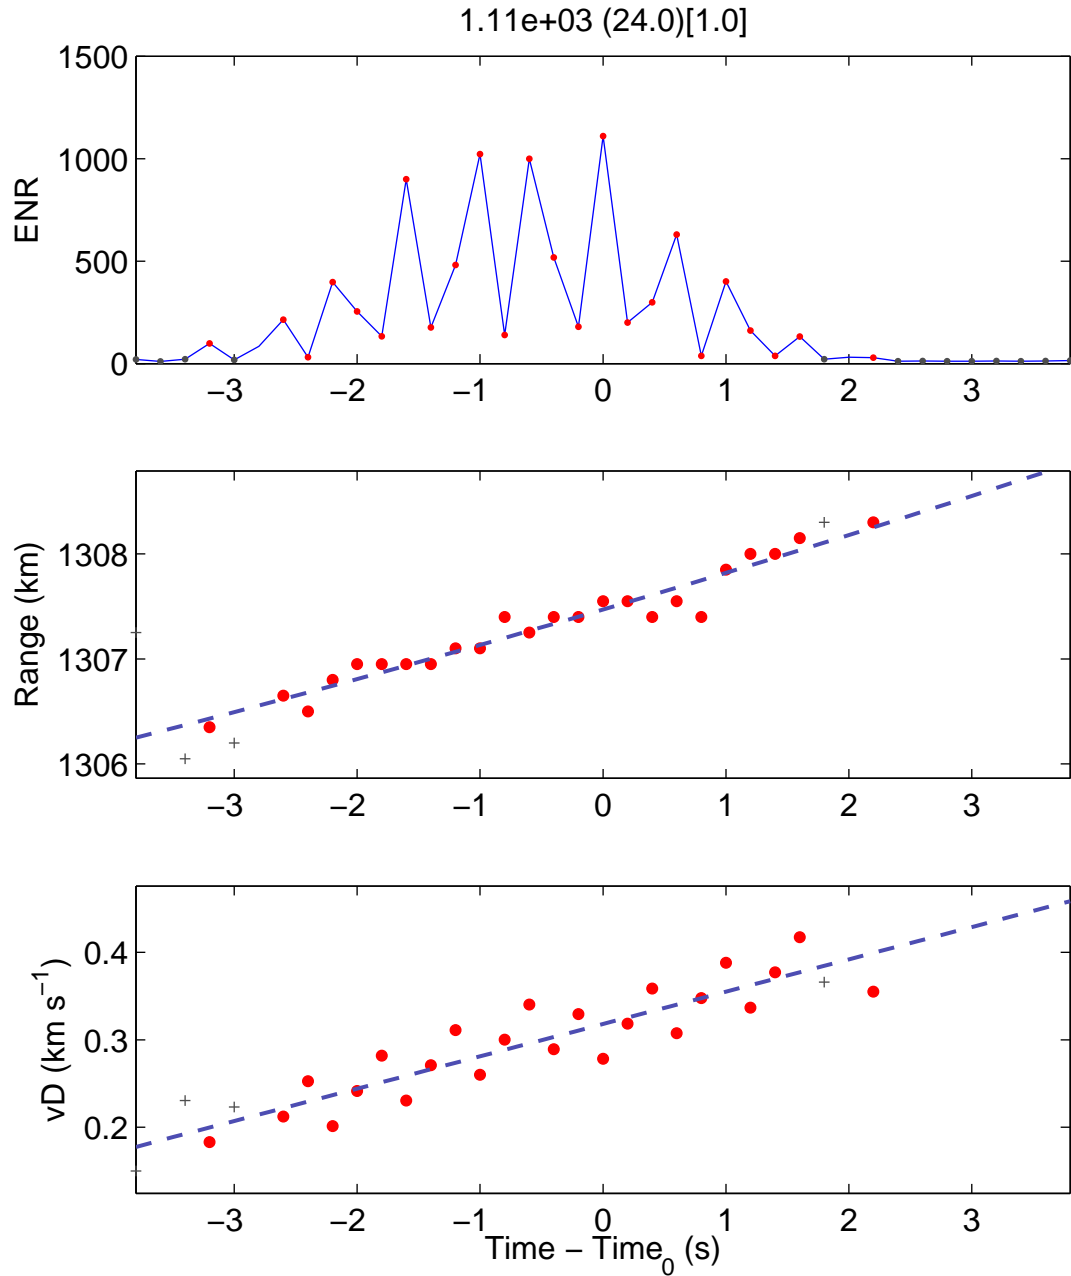 1.11e+03 (24.0)[1.0]
1500
1000
500
0
ENR
−3 −2 −1 0 1 2 3
1308
1307
1306
Range (km)
−3 −2 −1 0 1 2 3
0.4
0.3
0.2
vD (km s⁻¹)
−3 −2 −1 0 1 2 3
Time − Time₀ (s)